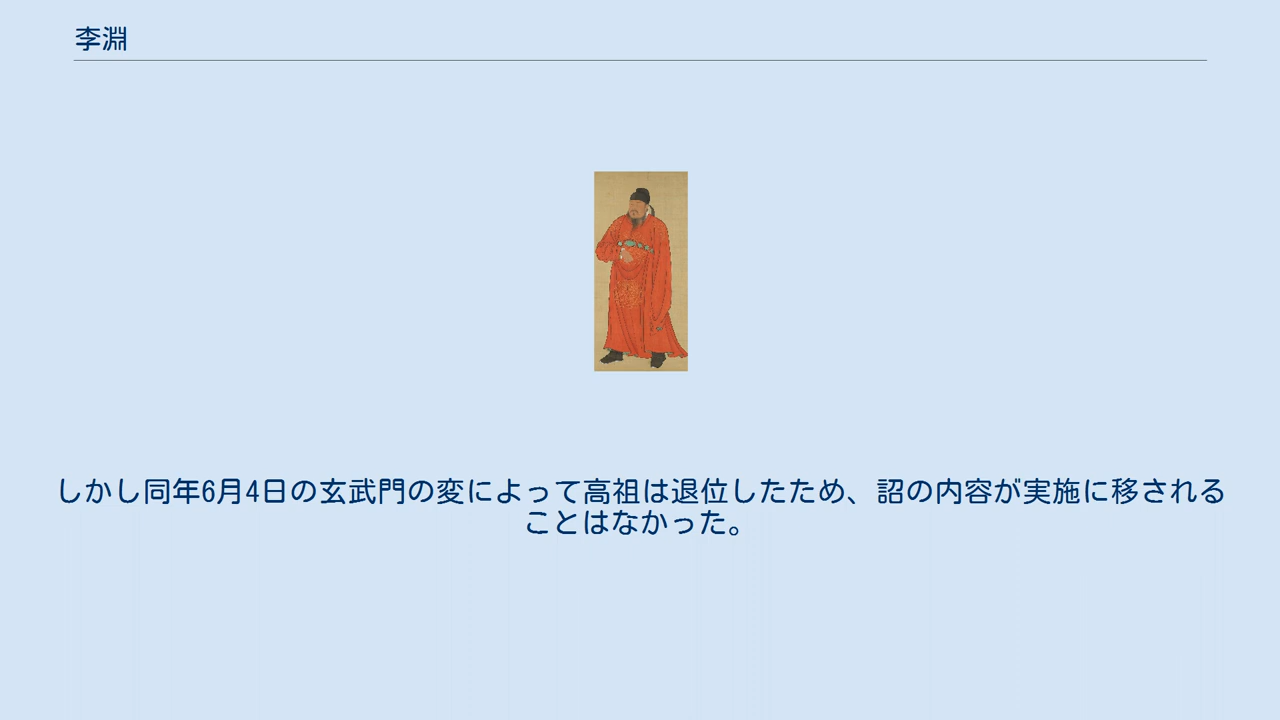 李淵
しかし同年6月4日の玄武門の変によって高祖は退位したため、詔の内容が実施に移される
ことはなかった。